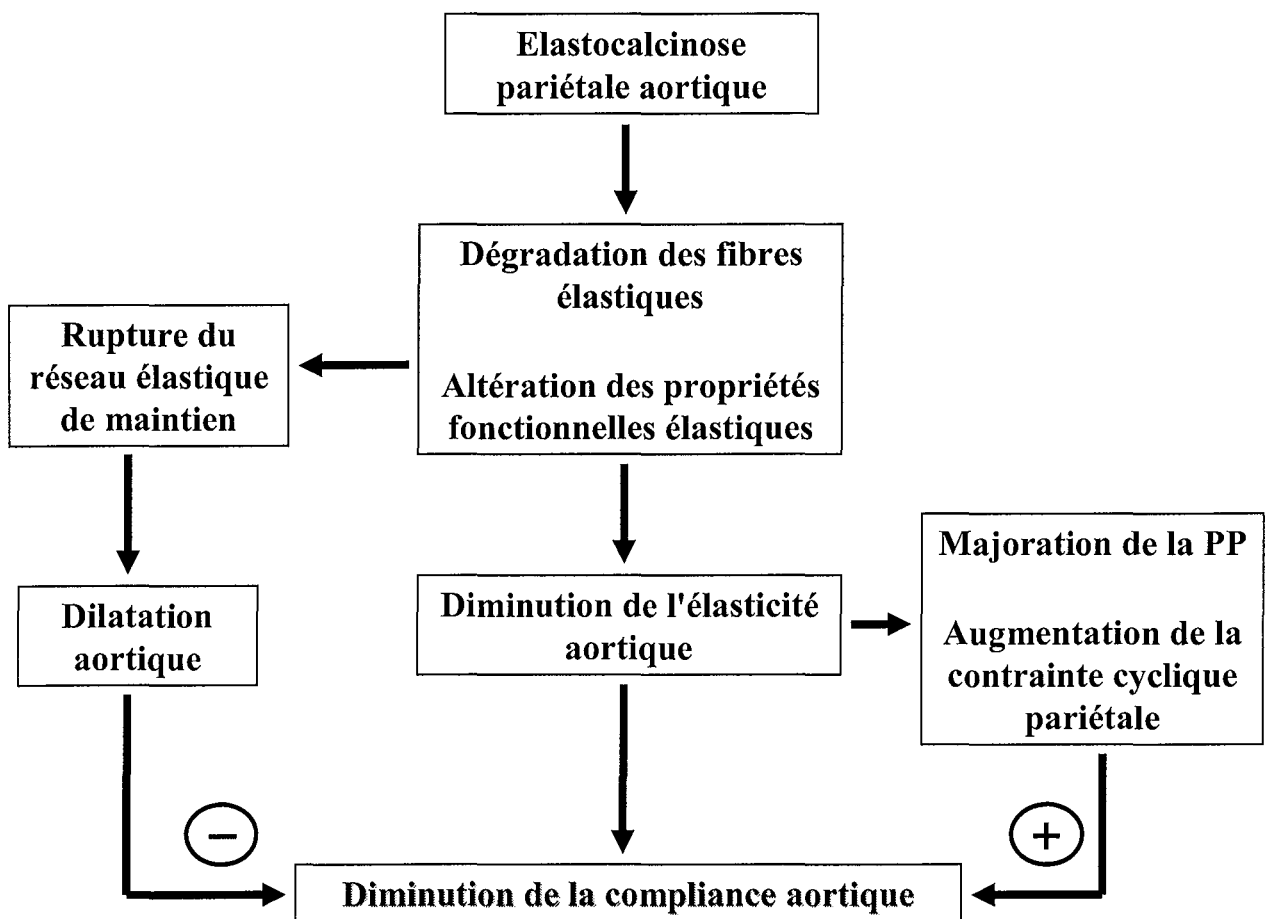 Elastocalcinose
pariétale aortique
Dégradation des fibres
élastiques
Altération des propriétés
fonctionnelles élastiques
Rupture du
réseau élastique
de maintien
Dilatation
aortique
Diminution de l'élasticité
aortique
Majoration de la PP
Augmentation de la
contrainte cyclique
pariétale
−
+
Diminution de la compliance aortique